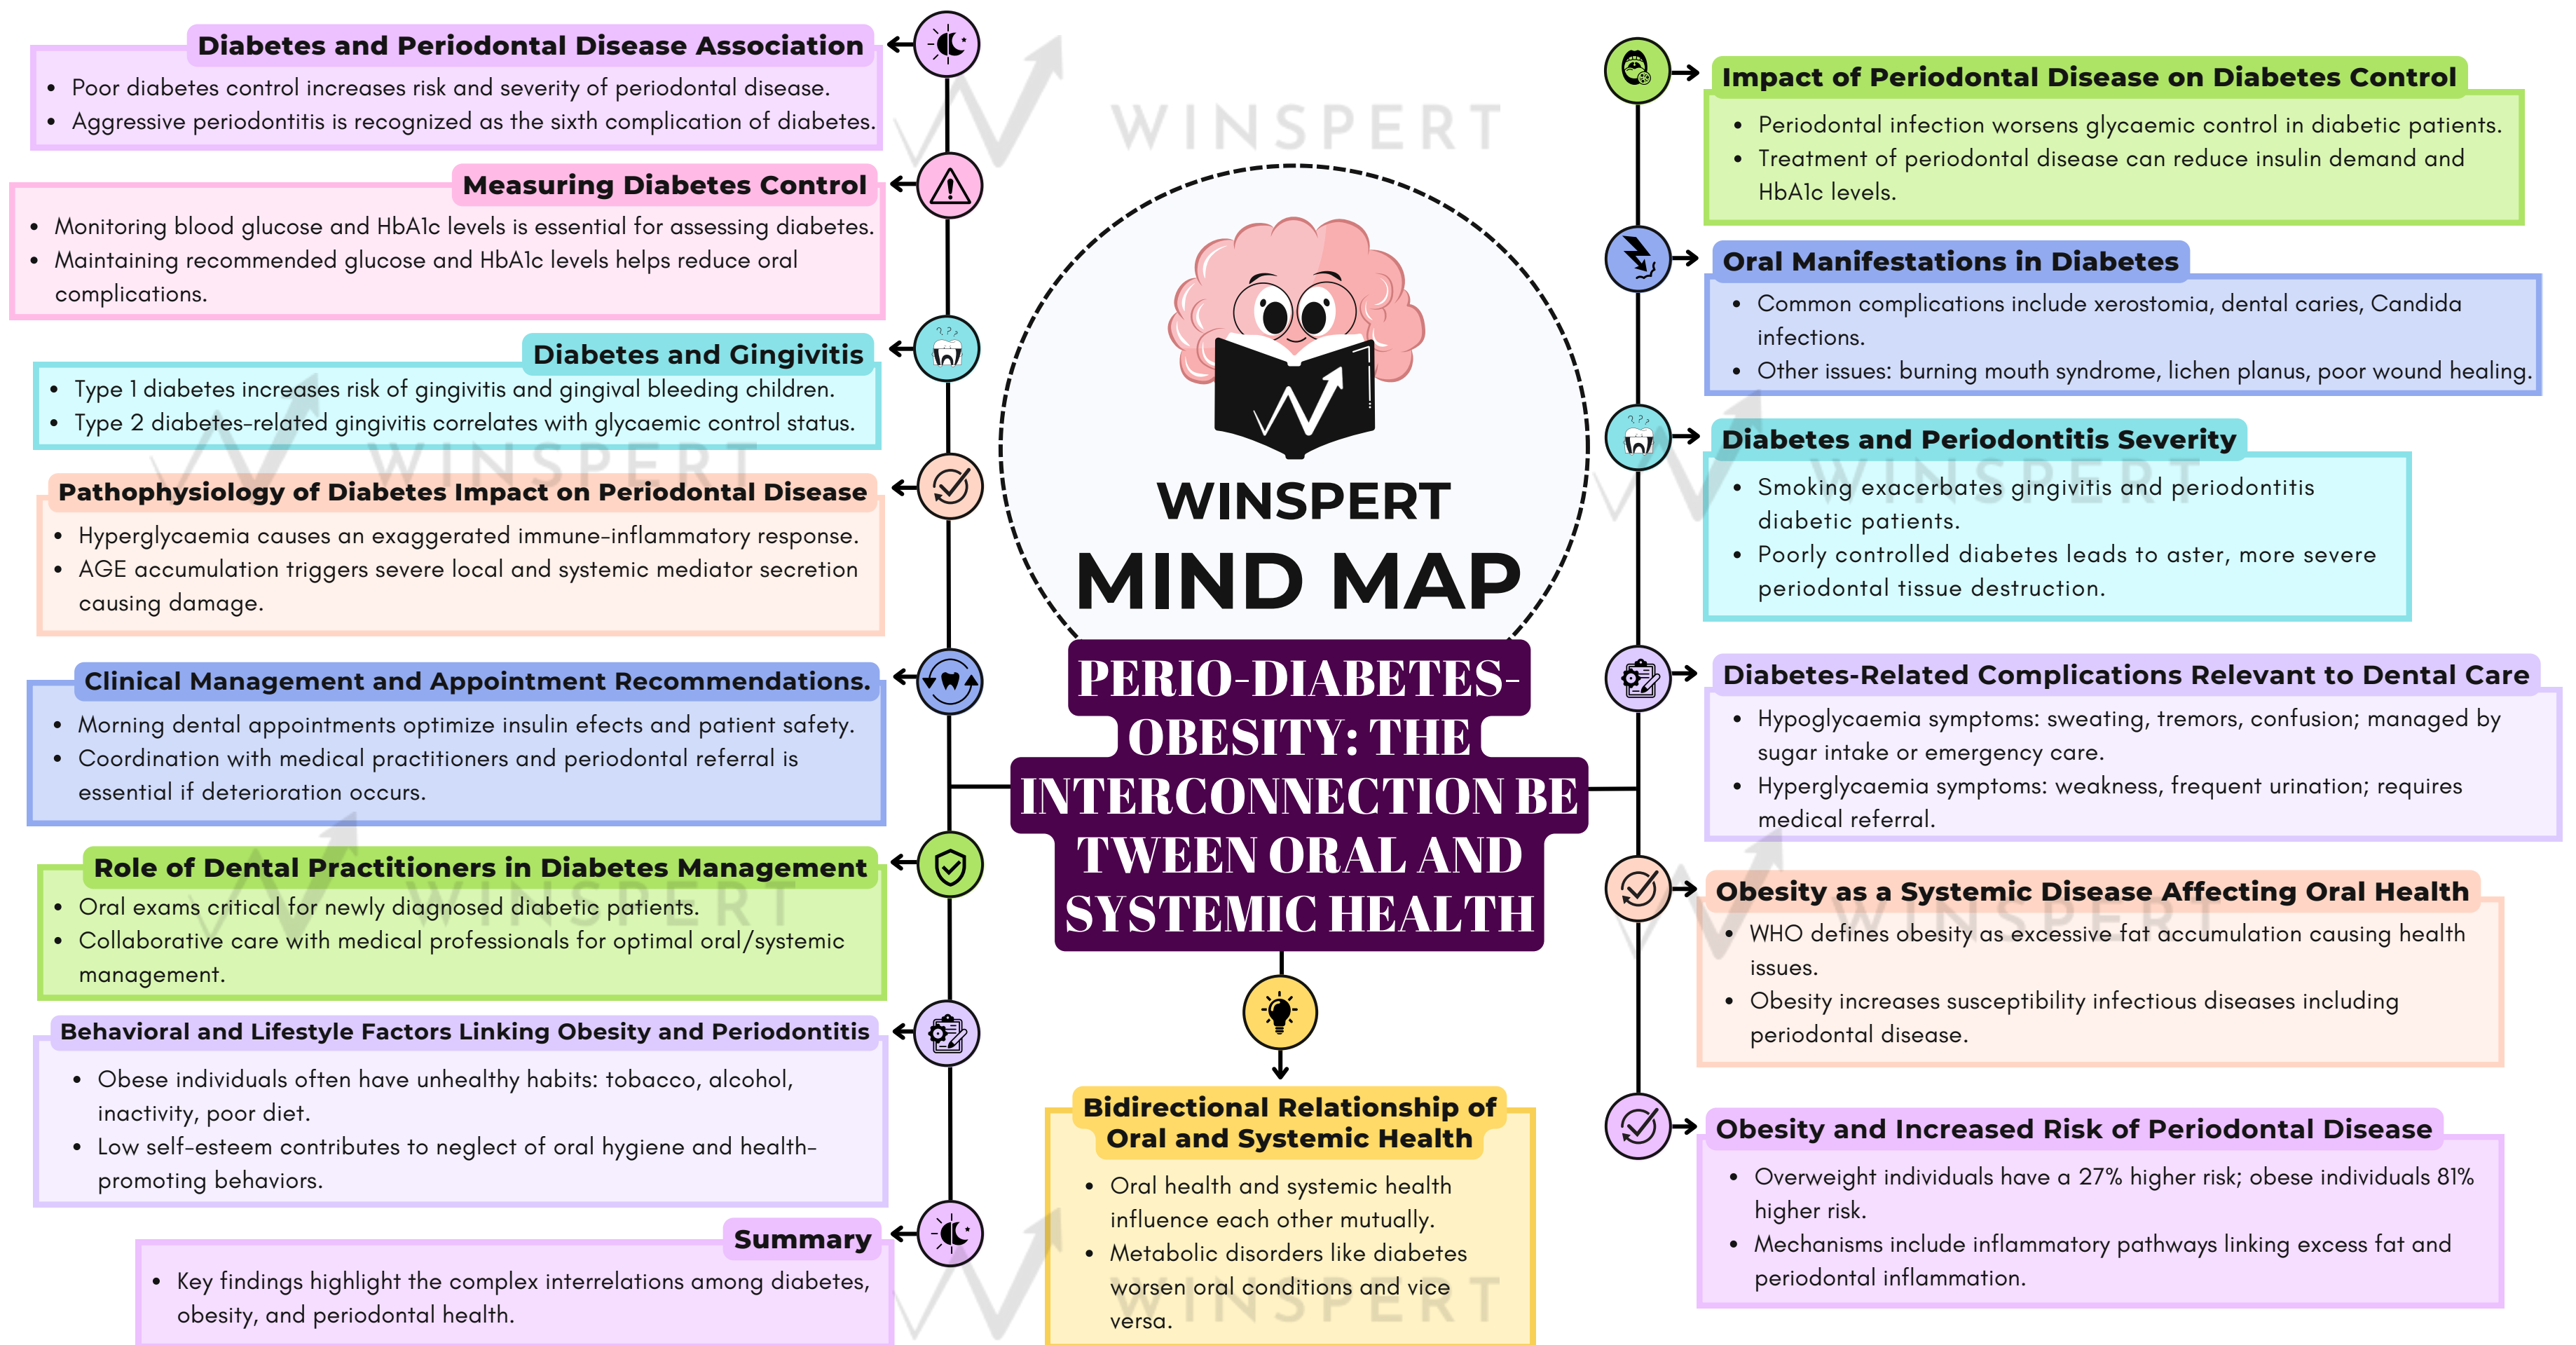 Diabetes and Periodontal Disease Association
• Poor diabetes control increases risk and severity of periodontal disease.
• Aggressive periodontitis is recognized as the sixth complication of diabetes.
Measuring Diabetes Control
• Monitoring blood glucose and HbA1c levels is essential for assessing diabetes.
• Maintaining recommended glucose and HbA1c levels helps reduce oral
complications.
Diabetes and Gingivitis
• Type 1 diabetes increases risk of gingivitis and gingival bleeding children.
• Type 2 diabetes-related gingivitis correlates with glycaemic control status.
Pathophysiology of Diabetes Impact on Periodontal Disease
• Hyperglycaemia causes an exaggerated immune-inflammatory response.
• AGE accumulation triggers severe local and systemic mediator secretion
causing damage.
Clinical Management and Appointment Recommendations.
• Morning dental appointments optimize insulin efects and patient safety.
• Coordination with medical practitioners and periodontal referral is
essential if deterioration occurs.
Role of Dental Practitioners in Diabetes Management
• Oral exams critical for newly diagnosed diabetic patients.
• Collaborative care with medical professionals for optimal oral/systemic
management.
Behavioral and Lifestyle Factors Linking Obesity and Periodontitis
• Obese individuals often have unhealthy habits: tobacco, alcohol,
inactivity, poor diet.
• Low self-esteem contributes to neglect of oral hygiene and health-
promoting behaviors.
Summary
• Key findings highlight the complex interrelations among diabetes,
obesity, and periodontal health.
WINSPERT
WINSPERT
MIND MAP
PERIO-DIABETES-
OBESITY: THE
INTERCONNECTION BE
TWEEN ORAL AND
SYSTEMIC HEALTH
Bidirectional Relationship of
Oral and Systemic Health
• Oral health and systemic health
influence each other mutually.
• Metabolic disorders like diabetes
worsen oral conditions and vice
versa.
Impact of Periodontal Disease on Diabetes Control
• Periodontal infection worsens glycaemic control in diabetic patients.
• Treatment of periodontal disease can reduce insulin demand and
HbA1c levels.
Oral Manifestations in Diabetes
• Common complications include xerostomia, dental caries, Candida
infections.
• Other issues: burning mouth syndrome, lichen planus, poor wound healing.
Diabetes and Periodontitis Severity
• Smoking exacerbates gingivitis and periodontitis
diabetic patients.
• Poorly controlled diabetes leads to aster, more severe
periodontal tissue destruction.
Diabetes-Related Complications Relevant to Dental Care
• Hypoglycaemia symptoms: sweating, tremors, confusion; managed by
sugar intake or emergency care.
• Hyperglycaemia symptoms: weakness, frequent urination; requires
medical referral.
Obesity as a Systemic Disease Affecting Oral Health
• WHO defines obesity as excessive fat accumulation causing health
issues.
• Obesity increases susceptibility infectious diseases including
periodontal disease.
Obesity and Increased Risk of Periodontal Disease
• Overweight individuals have a 27% higher risk; obese individuals 81%
higher risk.
• Mechanisms include inflammatory pathways linking excess fat and
periodontal inflammation.
WINSPERT
WINSPERT
WINSPERT
WINSPERT
WINSPERT